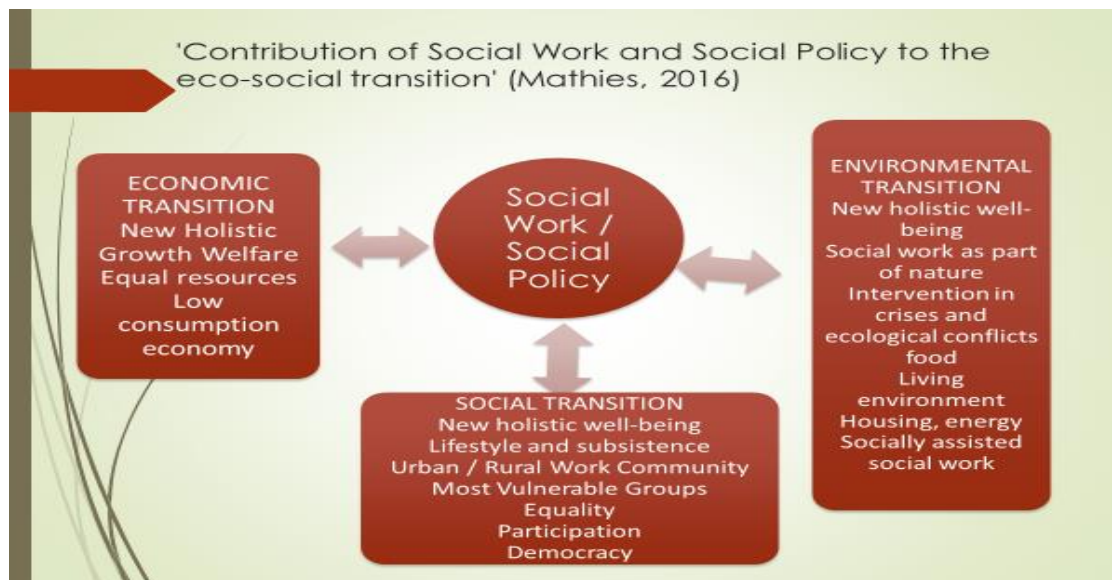 'Contribution of Social Work and Social Policy to the
eco-social transition' (Mathies, 2016)
ECONOMIC
TRANSITION
New Holistic
Growth Welfare
Equal resources
Low
consumption
economy
Social
Work /
Social
Policy
ENVIRONMENTAL
TRANSITION
New holistic well-
being
Social work as part
of nature
Intervention in
crises and
ecological conflicts
food
Living
environment
Housing, energy
Socially assisted
social work
SOCIAL TRANSITION
New holistic well-being
Lifestyle and subsistence
Urban / Rural Work Community
Most Vulnerable Groups
Equality
Participation
Democracy